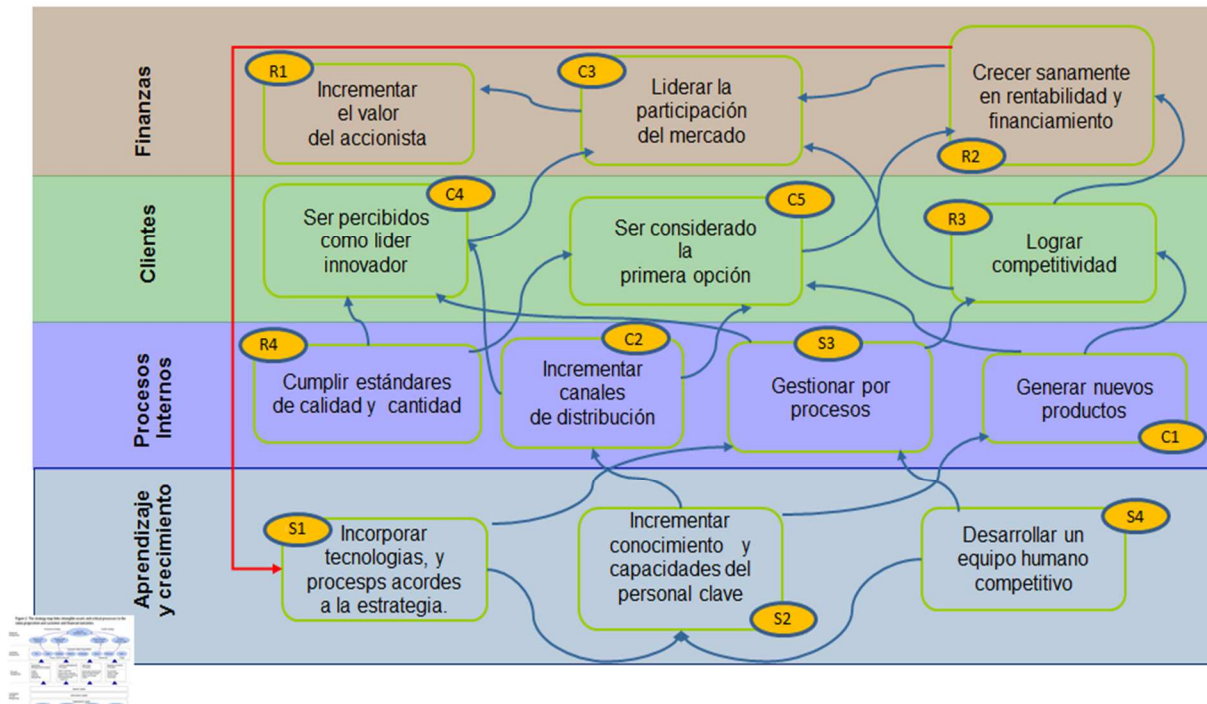 Finanzas
R1
Incrementar
el valor
del accionista
C3
Liderar la
participación
del mercado
Crecer sanamente
en rentabilidad y
financiamiento
R2
Clientes
C4
Ser percibidos
como lider
innovador
C5
Ser considerado
la
primera opción
R3
Lograr
competitividad
Procesos
Internos
R4
Cumplir estándares
de calidad y cantidad
C2
Incrementar
canales
de distribución
S3
Gestionar por
procesos
Generar nuevos
productos
C1
Aprendizaje
y crecimiento
S1
Incorporar
tecnologías, y
procesps acordes
a la estrategia.
Incrementar
conocimiento y
capacidades del
personal clave
S2
S4
Desarrollar un
equipo humano
competitivo